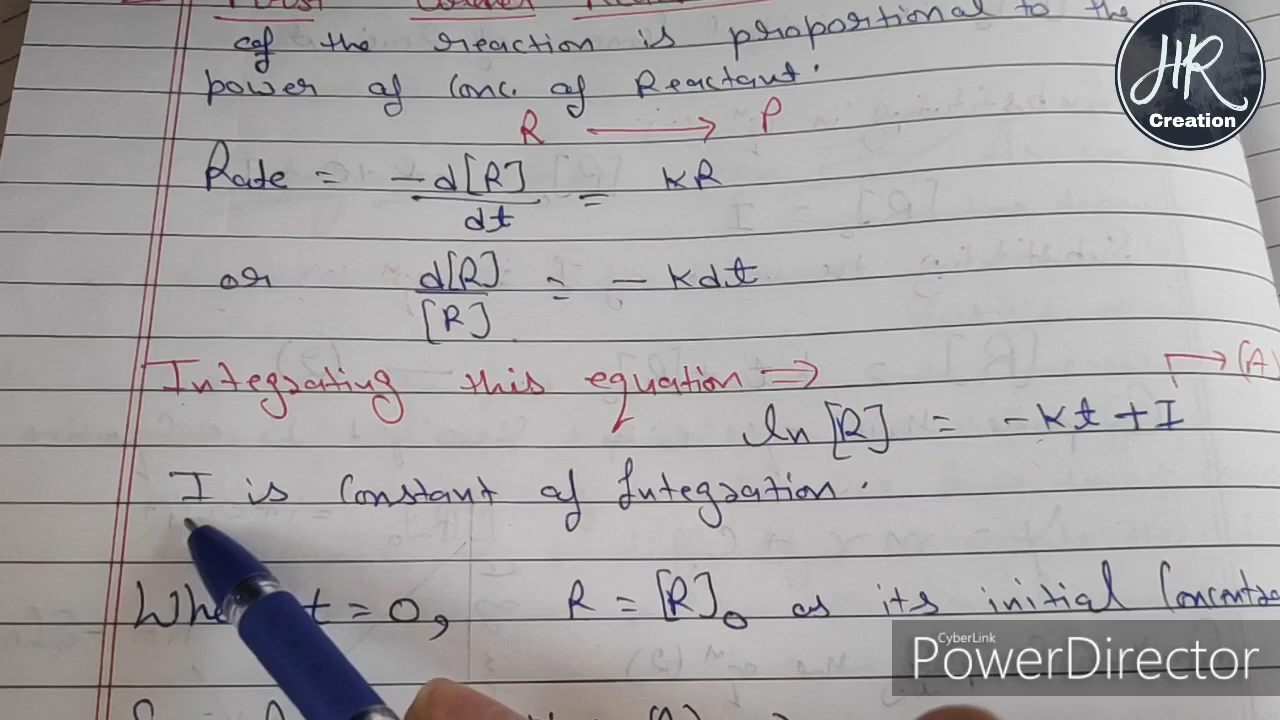 of the reaction is proportional to the
power of Conc. of Reactant.
R → P
Rate = -d[R]/dt = KR
or d[R]/[R] = - Kdt
Integrating this equation ⇒
→ (A)
ln [R] = -Kt + I
I is Constant of Integration.
t = 0, R = [R]₀ as its initial
HR
Creation
CyberLink
PowerDirector